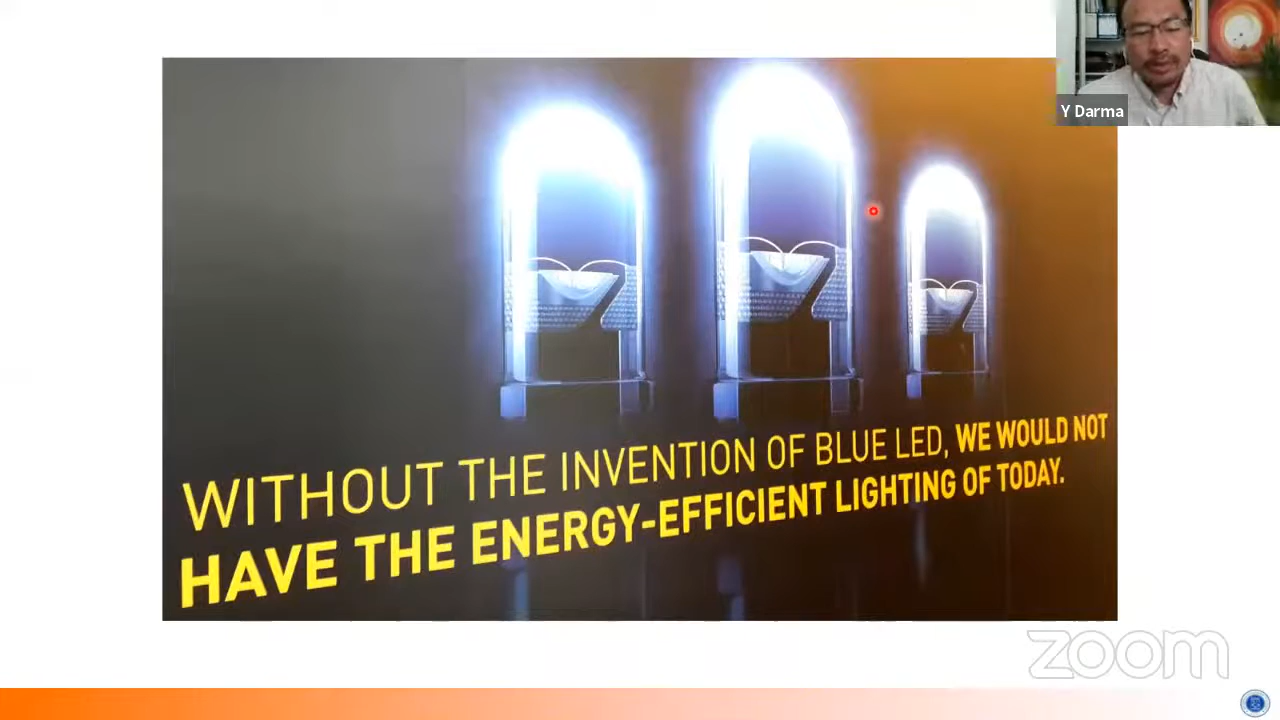 Y Darma
WITHOUT THE INVENTION OF BLUE LED, WE WOULD NOT
HAVE THE ENERGY-EFFICIENT LIGHTING OF TODAY.
zoom